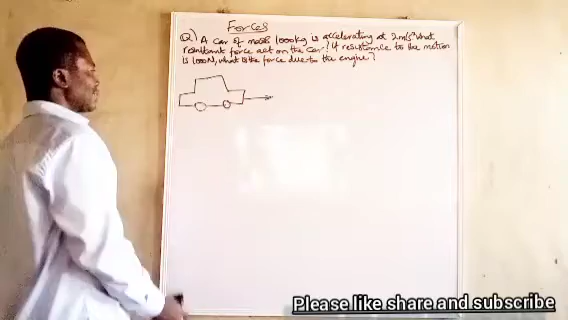 Forces
Q) A car of mass 1000kg is accelerating at 2m/s² what
resultant force act on the car? If resistance to the motion
is 1000N, what is the force due to the engine?
Please like share and subscribe